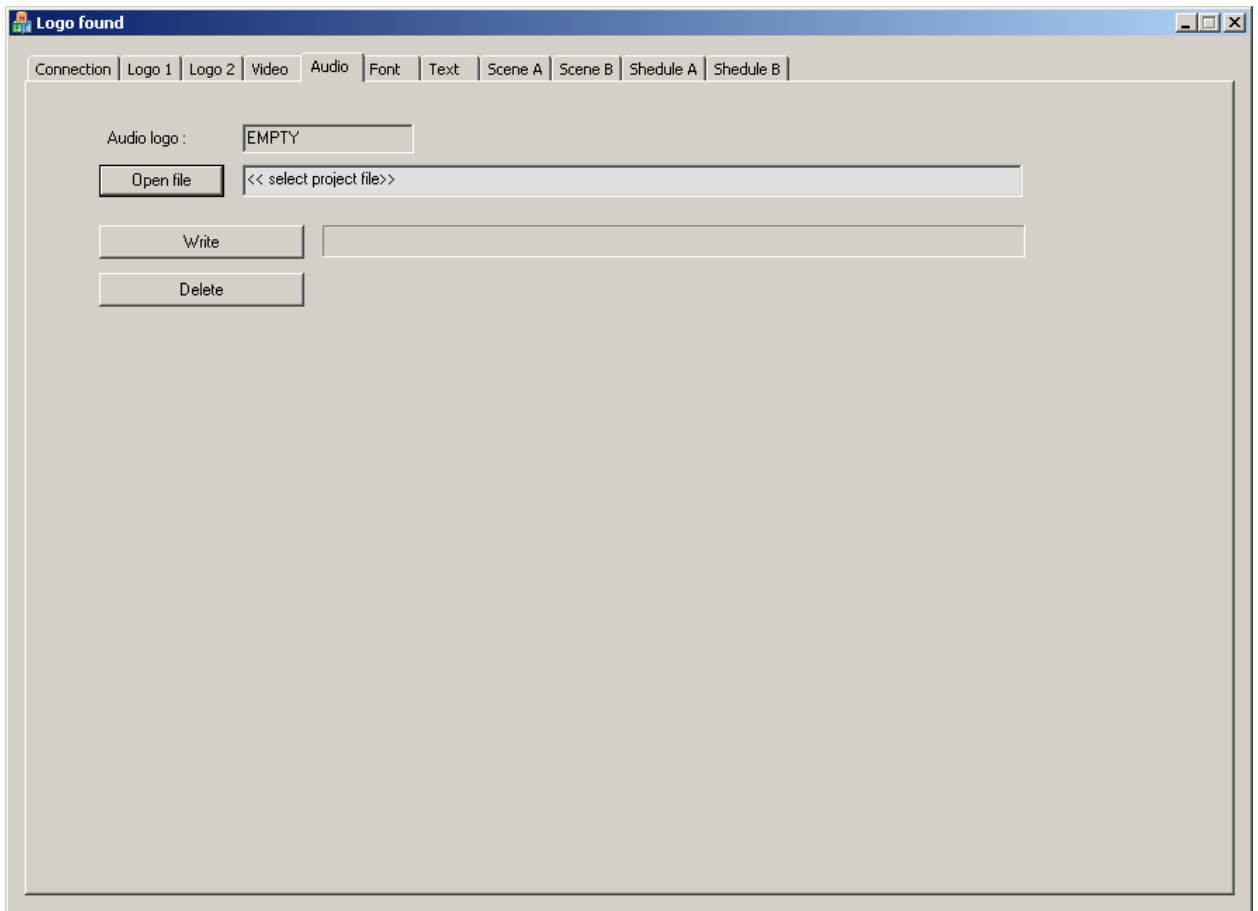 Logo found
Connection Logo 1 Logo 2 Video Audio Font Text Scene A Scene B Shedule A Shedule B
Audio logo : EMPTY
Open file << select project file>>
Write
Delete